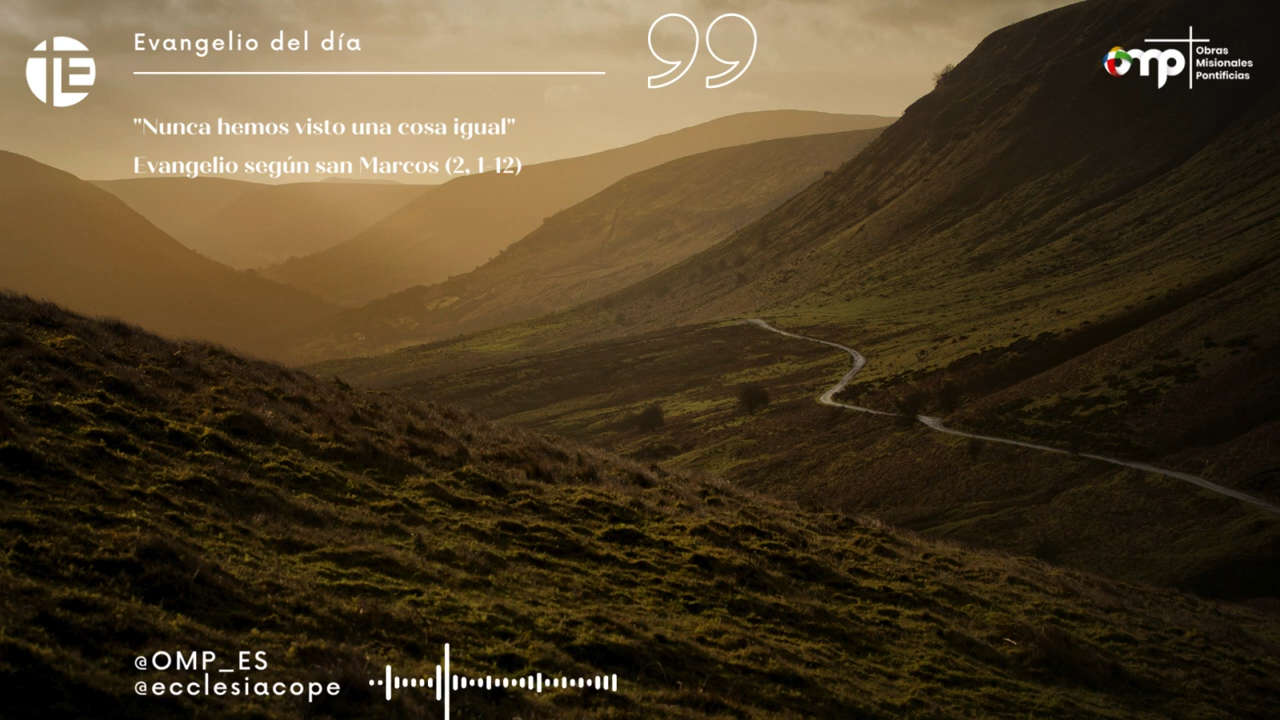 Evangelio del día
"Nunca hemos visto una cosa igual"
Evangelio según san Marcos (2, 1-12)
omp
Obras
Misionales
Pontificias
@OMP_ES
@ecclesiacope